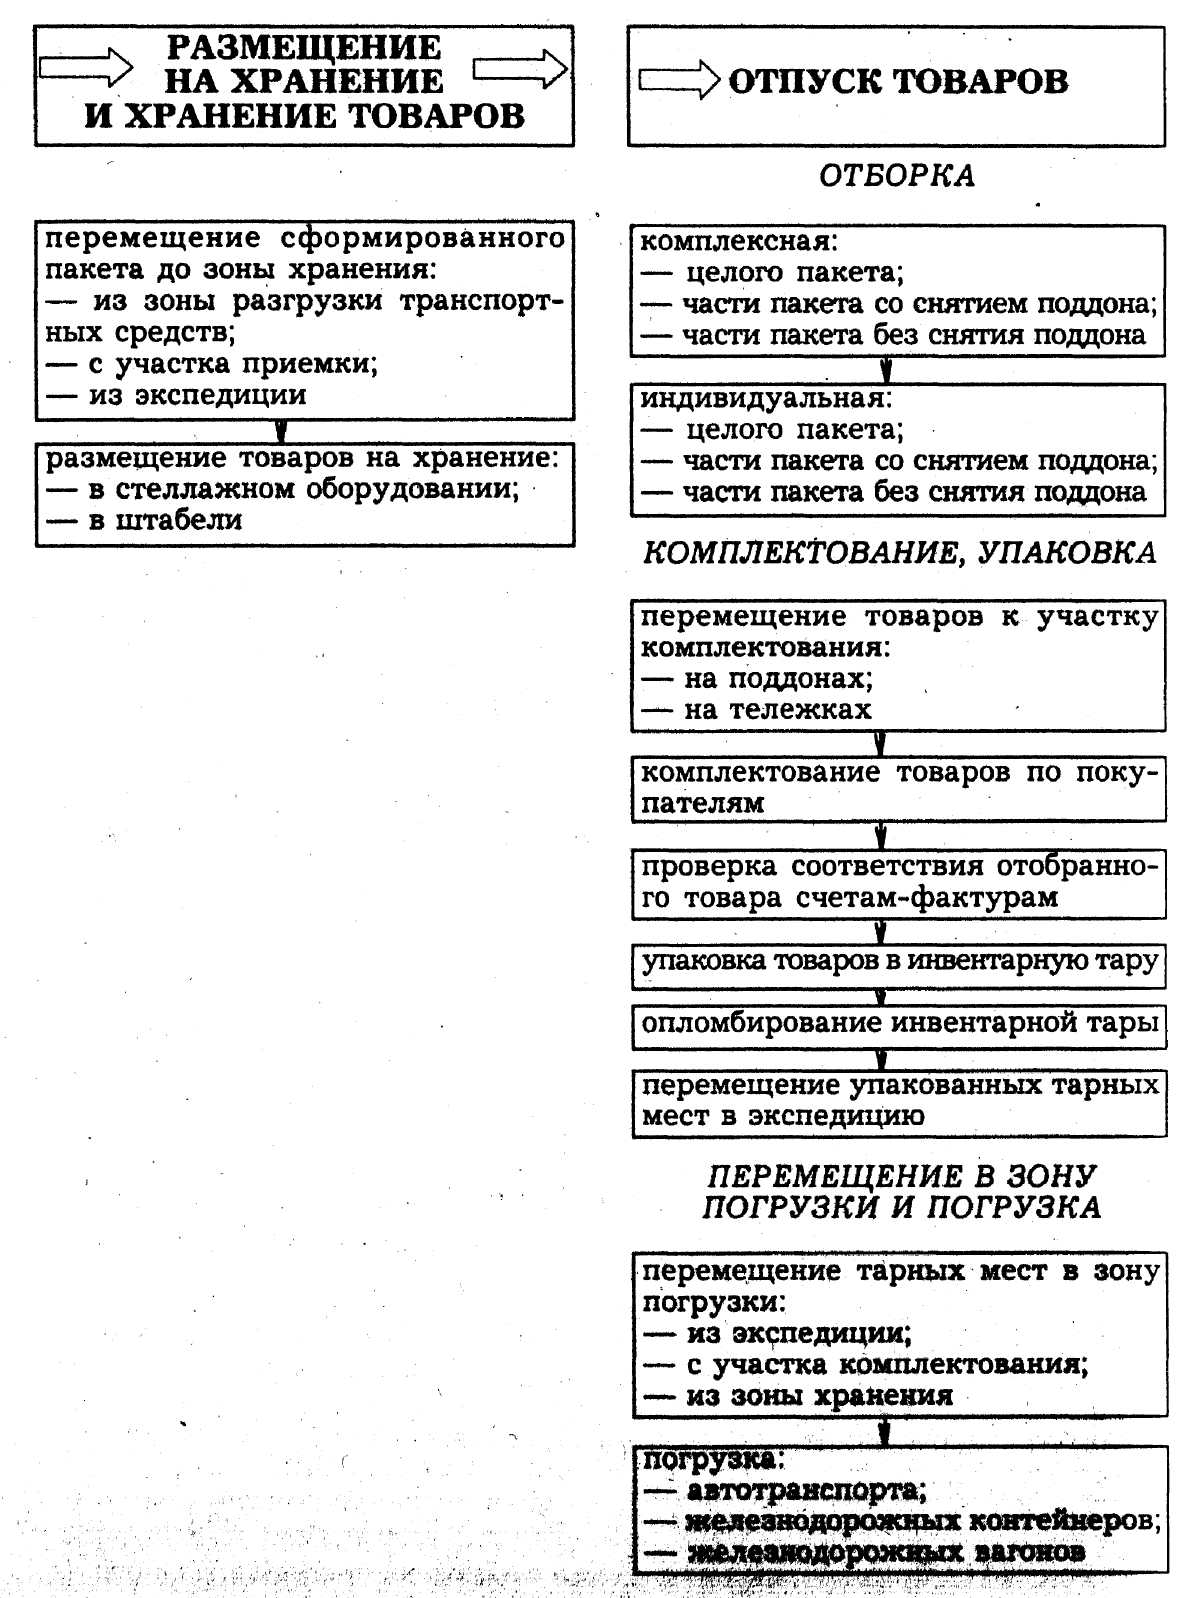 РАЗМЕЩЕНИЕ
НА ХРАНЕНИЕ
И ХРАНЕНИЕ ТОВАРОВ
перемещение сформированного
пакета до зоны хранения:
— из зоны разгрузки транспорт-
ных средств;
— с участка приемки;
— из экспедиции
размещение товаров на хранение:
— в стеллажном оборудовании;
— в штабели
ОТПУСК ТОВАРОВ
ОТБОРКА
комплексная:
— целого пакета;
— части пакета со снятием поддона;
— части пакета без снятия поддона
индивидуальная:
— целого пакета;
— части пакета со снятием поддона;
— части пакета без снятия поддона
КОМПЛЕКТОВАНИЕ, УПАКОВКА
перемещение товаров к участку
комплектования:
— на поддонах;
— на тележках
комплектование товаров по поку-
пателям
проверка соответствия отобранно-
го товара счетам-фактурам
упаковка товаров в инвентарную тару
опломбирование инвентарной тары
перемещение упакованных тарных
мест в экспедицию
ПЕРЕМЕЩЕНИЕ В ЗОНУ
ПОГРУЗКИ И ПОГРУЗКА
перемещение тарных мест в зону
погрузки:
— из экспедиции;
— с участка комплектования;
— из зоны хранения
погрузка:
— автотранспорта;
— железнодорожных контейнеров;
— железнодорожных вагонов